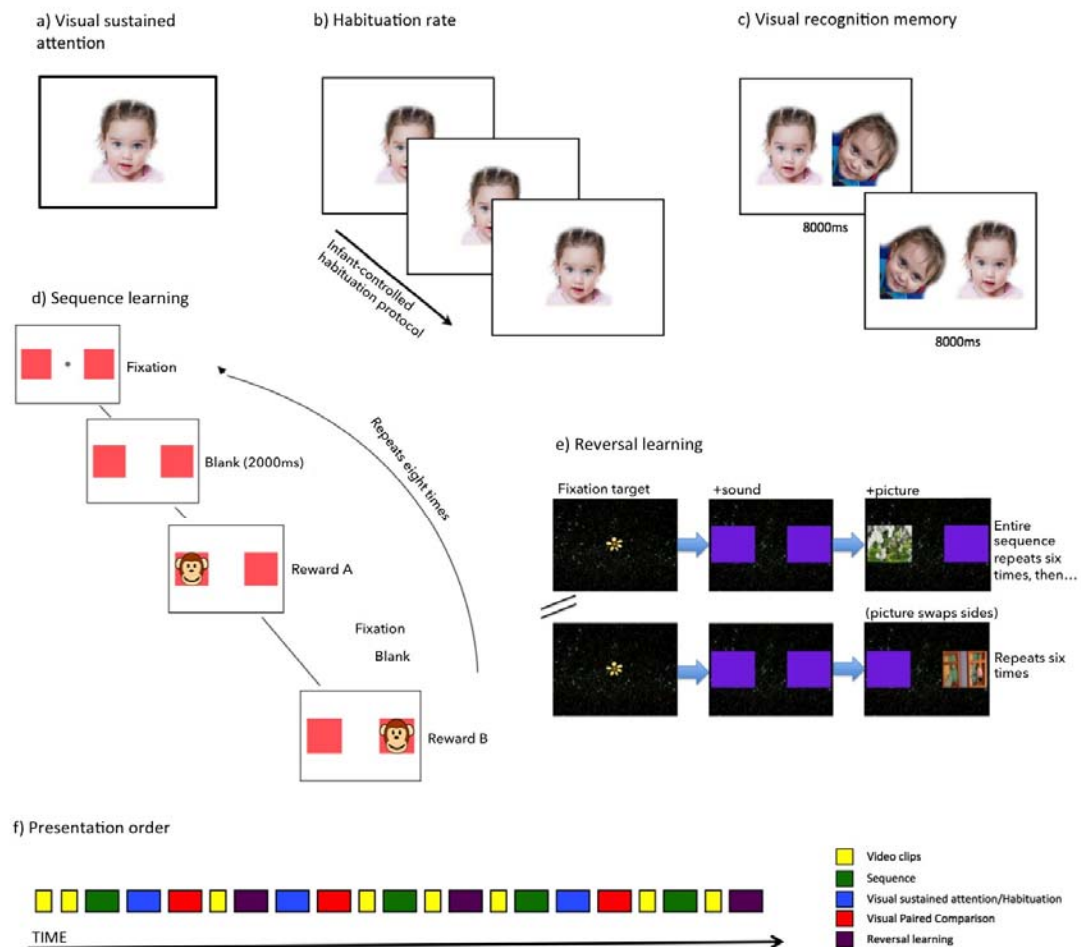 a) Visual sustained
attention
b) Habituation rate
Infant-controlled
habituation protocol
c) Visual recognition memory
8000ms
8000ms
d) Sequence learning
Fixation
Blank (2000ms)
Reward A
Fixation
Blank
Reward B
Repeats eight times
e) Reversal learning
Fixation target
+sound
+picture
Entire
sequence
repeats six
times, then...
(picture swaps sides)
Repeats six
times
f) Presentation order
TIME
Video clips
Sequence
Visual sustained attention/Habituation
Visual Paired Comparison
Reversal learning